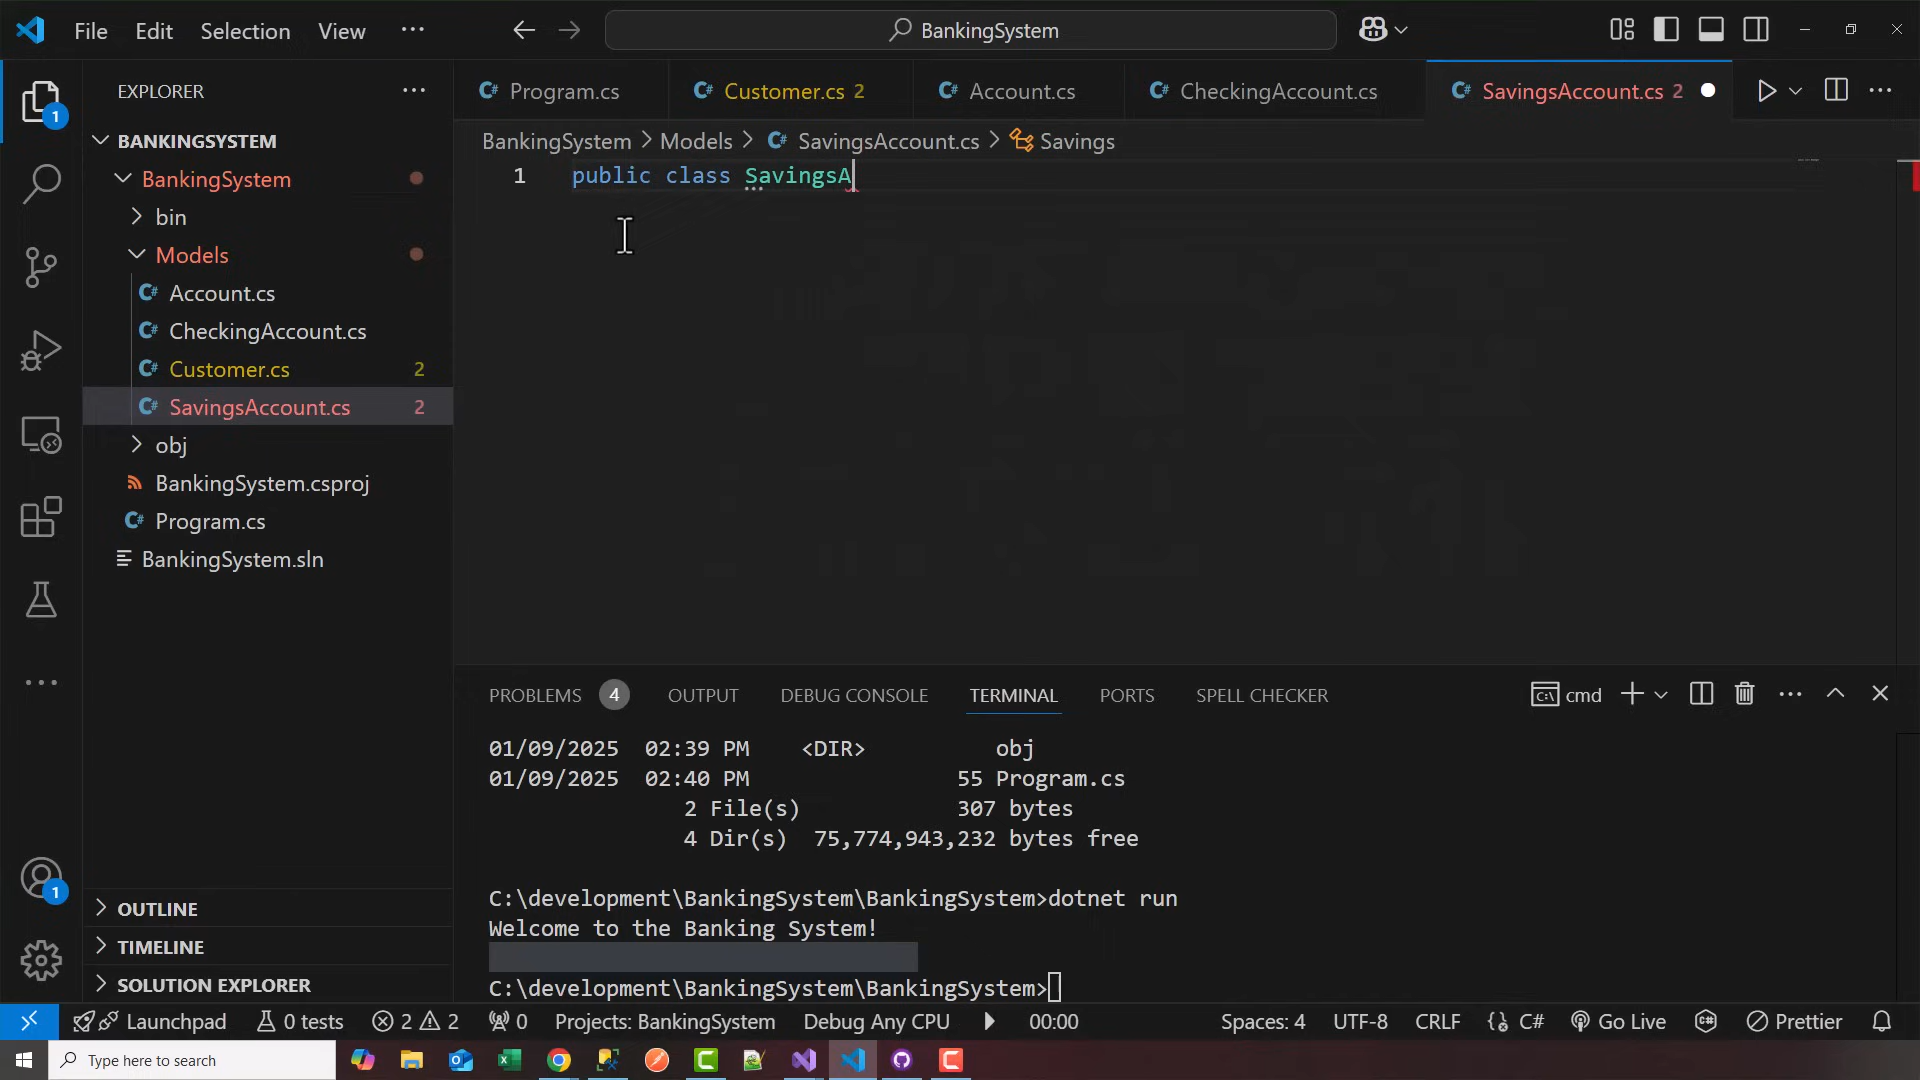 File Edit Selection View ···
BankingSystem
EXPLORER
BANKINGSYSTEM
BankingSystem
bin
Models
Account.cs
CheckingAccount.cs
Customer.cs 2
SavingsAccount.cs 2
obj
BankingSystem.csproj
Program.cs
BankingSystem.sln
OUTLINE
TIMELINE
SOLUTION EXPLORER
1
1
Program.cs Customer.cs 2 Account.cs CheckingAccount.cs SavingsAccount.cs 2
BankingSystem > Models > SavingsAccount.cs > Savings
1 public class SavingsA
PROBLEMS 4 OUTPUT DEBUG CONSOLE TERMINAL PORTS SPELL CHECKER cmd
01/09/2025 02:39 PM <DIR> obj
01/09/2025 02:40 PM 55 Program.cs
2 File(s) 307 bytes
4 Dir(s) 75,774,943,232 bytes free
C:\development\BankingSystem\BankingSystem>dotnet run
Welcome to the Banking System!
C:\development\BankingSystem\BankingSystem>
Launchpad 0 tests 2 2 0 Projects: BankingSystem Debug Any CPU 00:00 Spaces: 4 UTF-8 CRLF C# Go Live Prettier
Type here to search